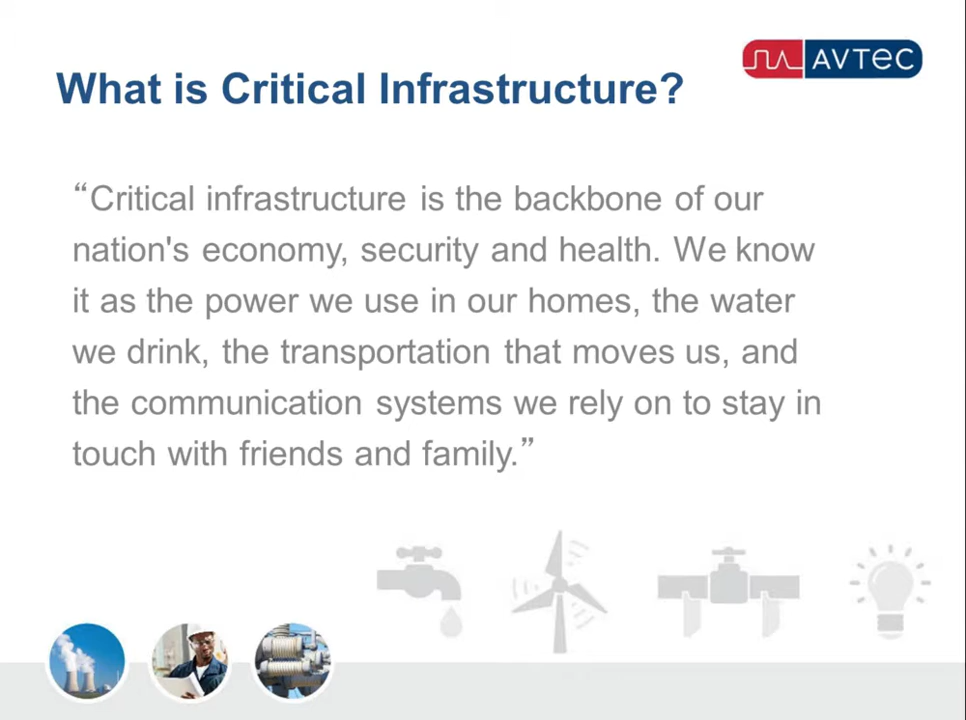 AVTEC
What is Critical Infrastructure?
“Critical infrastructure is the backbone of our
nation's economy, security and health. We know
it as the power we use in our homes, the water
we drink, the transportation that moves us, and
the communication systems we rely on to stay in
touch with friends and family.”